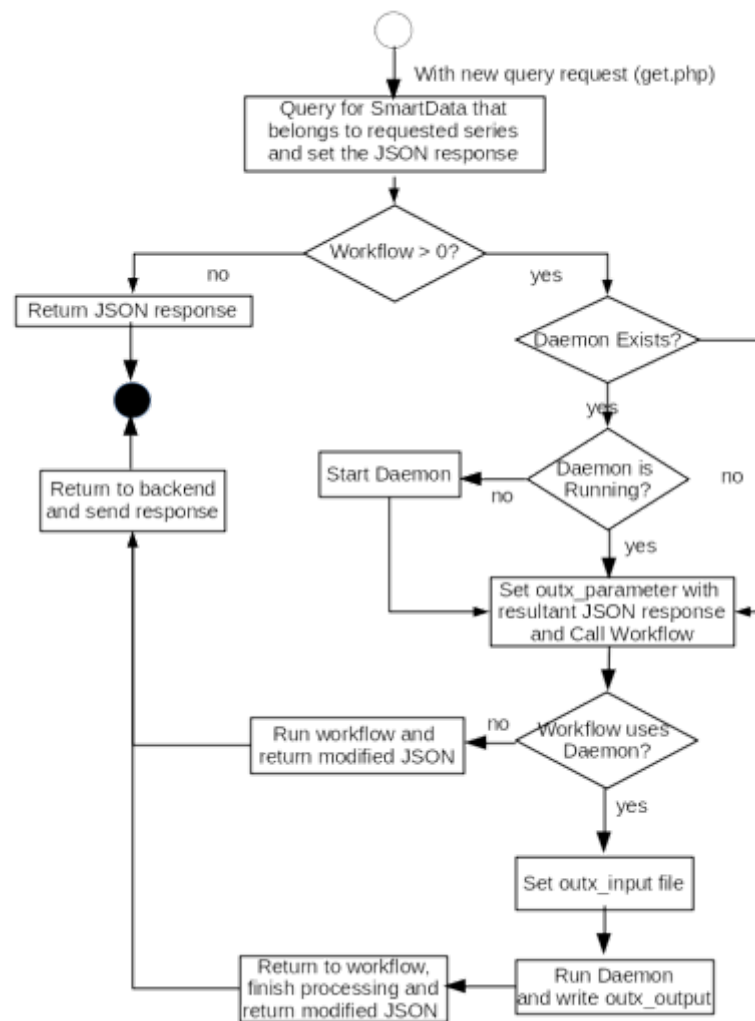 With new query request (get.php)
Query for SmartData that
belongs to requested series
and set the JSON response
Workflow > 0?
no
yes
Return JSON response
Daemon Exists?
yes
Daemon is
Running?
Start Daemon
no
no
Return to backend
and send response
yes
Set outx_parameter with
resultant JSON response
and Call Workflow
Workflow uses
Daemon?
no
Run workflow and
return modified JSON
yes
Set outx_input file
Run Daemon
and write outx_output
Return to workflow,
finish processing and
return modified JSON